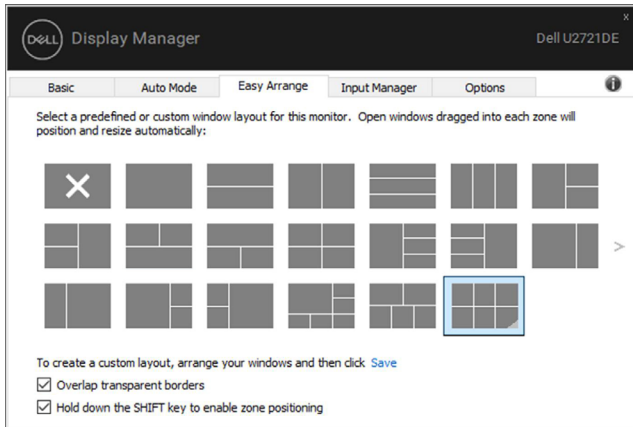 x
DELL Display Manager Dell U2721DE
Basic Auto Mode Easy Arrange Input Manager Options
Select a predefined or custom window layout for this monitor. Open windows dragged into each zone will
position and resize automatically:
To create a custom layout, arrange your windows and then click Save
Overlap transparent borders
Hold down the SHIFT key to enable zone positioning